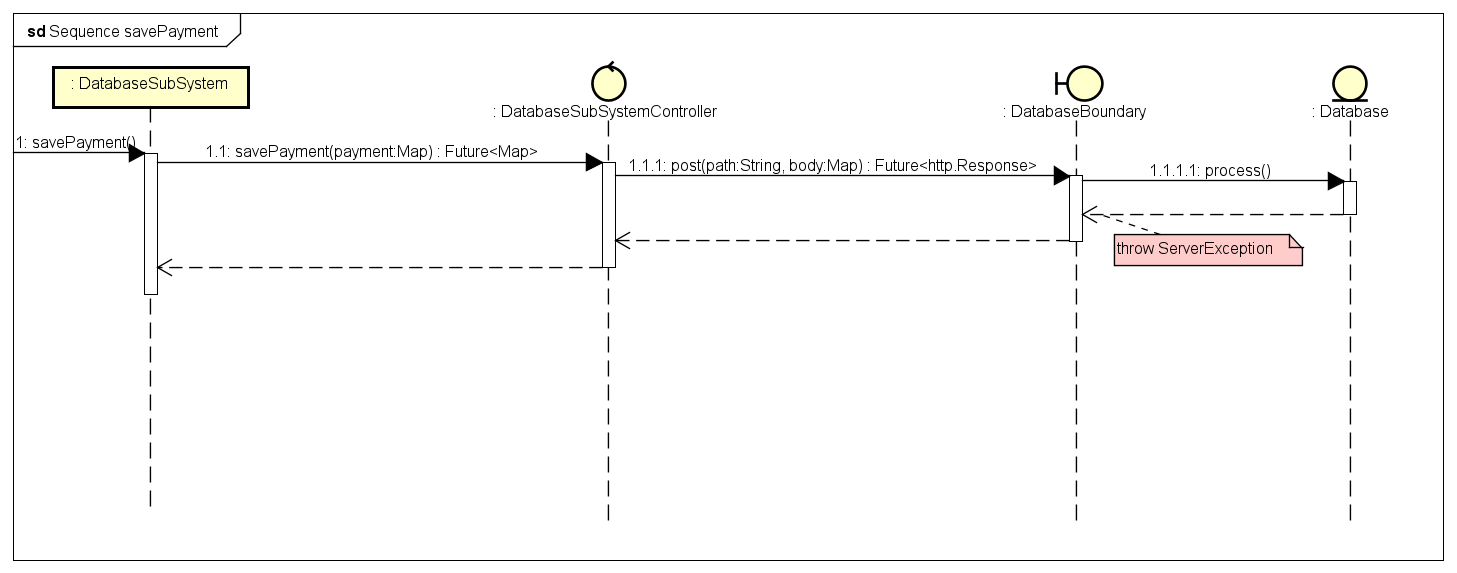 sd Sequence savePayment
: DatabaseSubSystem
: DatabaseSubSystemController
: DatabaseBoundary
: Database
1: savePayment()
1.1: savePayment(payment:Map) : Future<Map>
1.1.1: post(path:String, body:Map) : Future<http.Response>
1.1.1.1: process()
throw ServerException